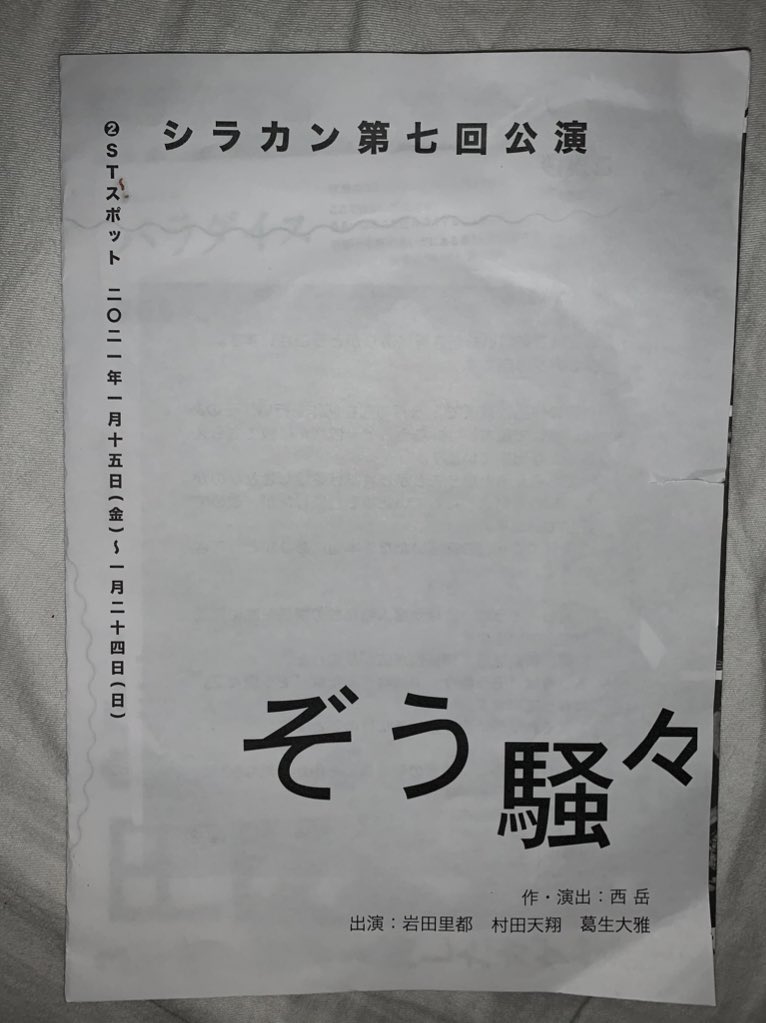 シラカン第七回公演
❷STスポット 二〇二一年一月十五日(金)〜一月二十四日(日)
ぞう騒々
作・演出：西 岳
出演：岩田里都 村田天翔 葛生大雅